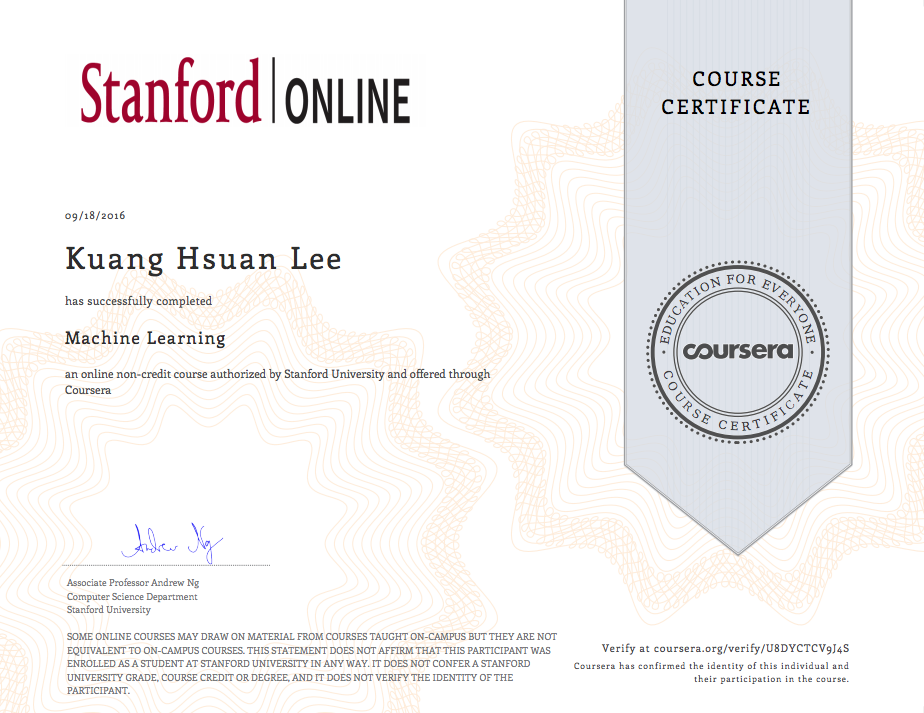 Stanford ONLINE
COURSE
CERTIFICATE
09/18/2016
Kuang Hsuan Lee
has successfully completed
Machine Learning
an online non-credit course authorized by Stanford University and offered through
Coursera
EDUCATION FOR EVERYONE
coursera
COURSE CERTIFICATE
Andrew Ng
Associate Professor Andrew Ng
Computer Science Department
Stanford University
SOME ONLINE COURSES MAY DRAW ON MATERIAL FROM COURSES TAUGHT ON-CAMPUS BUT THEY ARE NOT
EQUIVALENT TO ON-CAMPUS COURSES. THIS STATEMENT DOES NOT AFFIRM THAT THIS PARTICIPANT WAS
ENROLLED AS A STUDENT AT STANFORD UNIVERSITY IN ANY WAY. IT DOES NOT CONFER A STANFORD
UNIVERSITY GRADE, COURSE CREDIT OR DEGREE, AND IT DOES NOT VERIFY THE IDENTITY OF THE
PARTICIPANT.
Verify at coursera.org/verify/U8DYCTCV9J4S
Coursera has confirmed the identity of this individual and
their participation in the course.